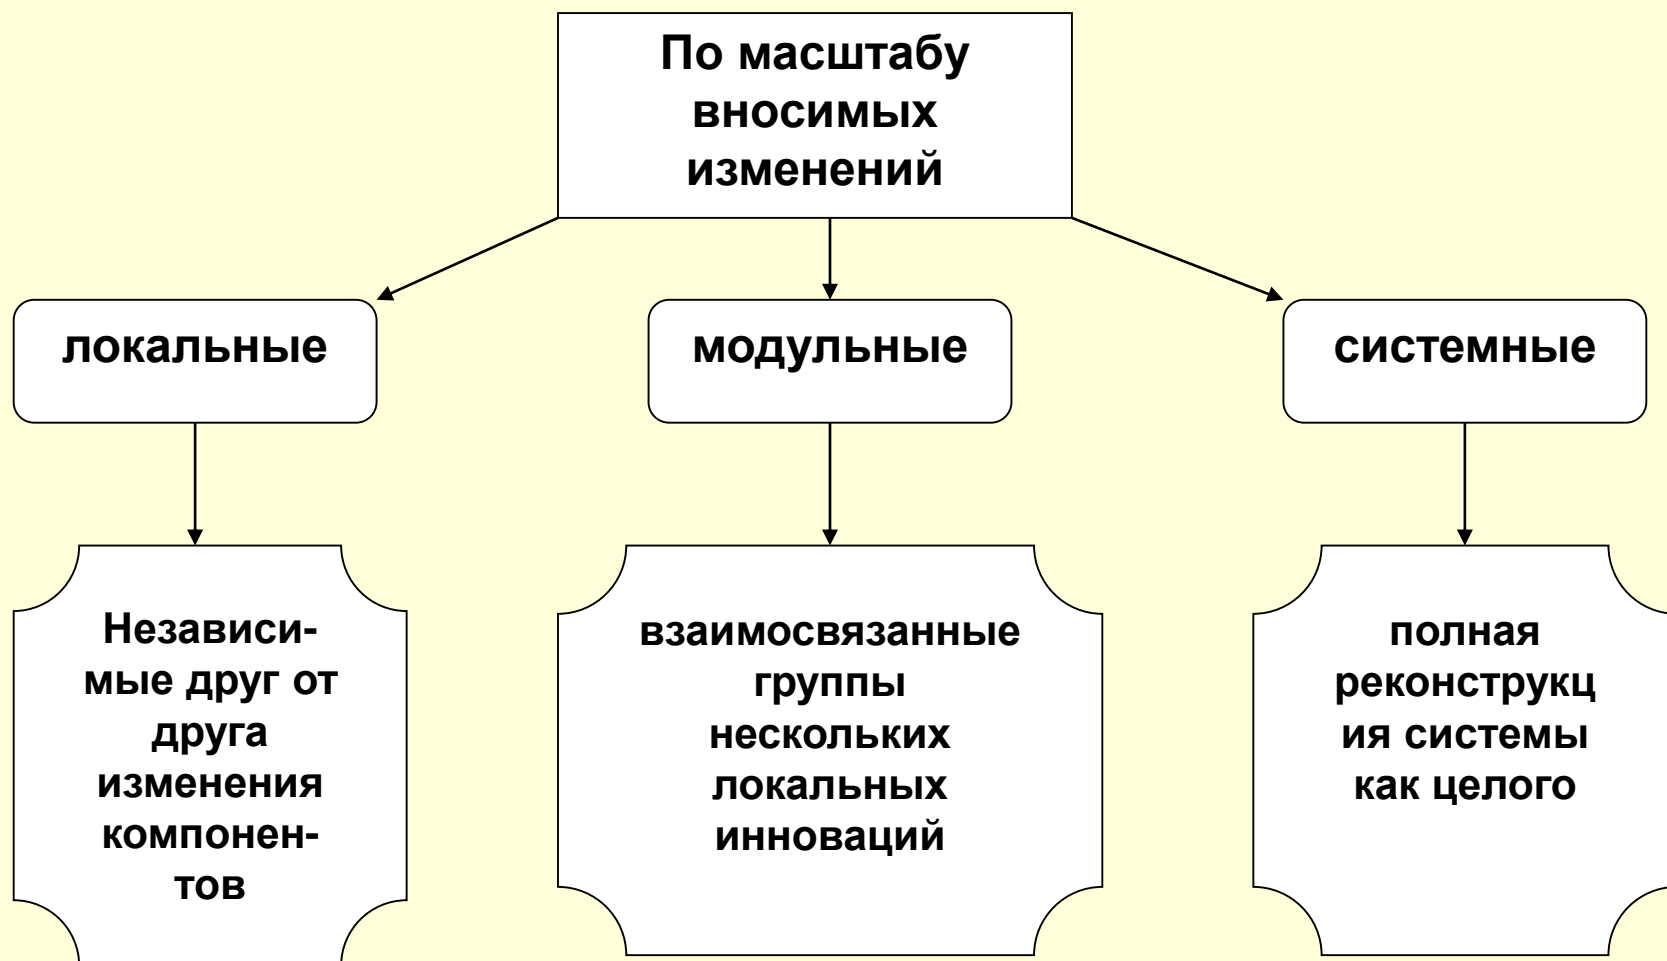 По масштабу
вносимых
изменений
локальные
модульные
системные
Независи-
мые друг от
друга
изменения
компонен-
тов
взаимосвязанные
группы
нескольких
локальных
инноваций
полная
реконструкц
ия системы
как целого